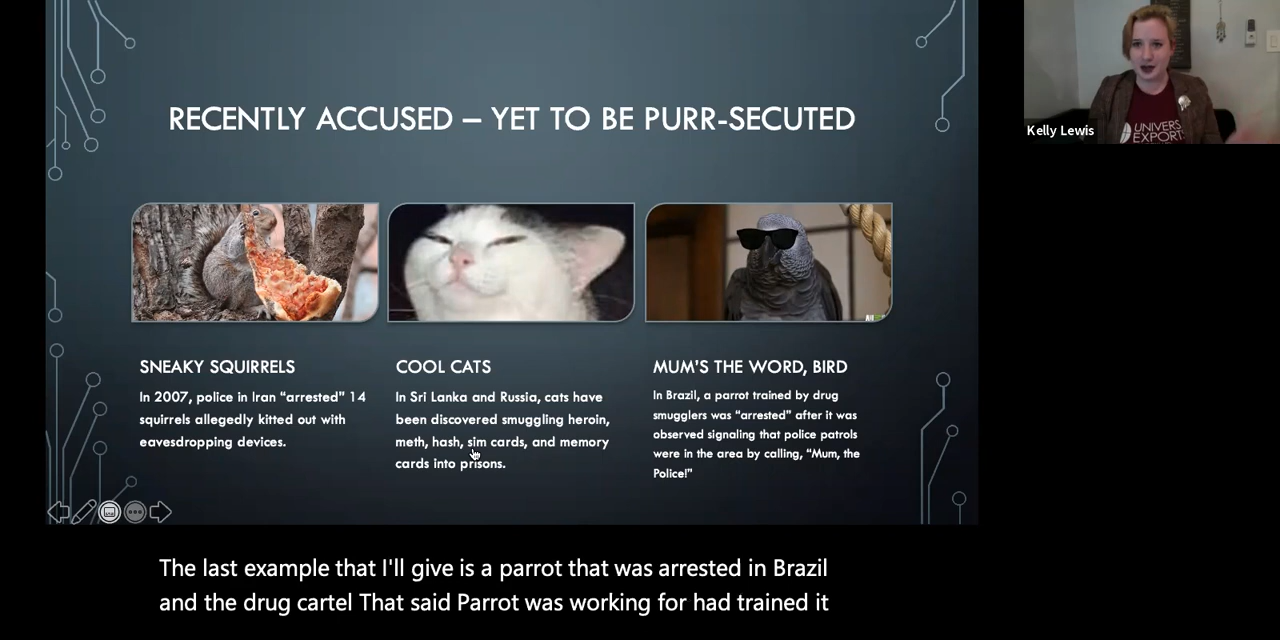 RECENTLY ACCUSED – YET TO BE PURR-SECUTED
SNEAKY SQUIRRELS
In 2007, police in Iran “arrested” 14
squirrels allegedly kitted out with
eavesdropping devices.
COOL CATS
In Sri Lanka and Russia, cats have
been discovered smuggling heroin,
meth, hash, sim cards, and memory
cards into prisons.
MUM’S THE WORD, BIRD
In Brazil, a parrot trained by drug
smugglers was “arrested” after it was
observed signaling that police patrols
were in the area by calling, “Mum, the
Police!”
Kelly Lewis
UNIVERS
EXPORT
The last example that I'll give is a parrot that was arrested in Brazil
and the drug cartel That said Parrot was working for had trained it